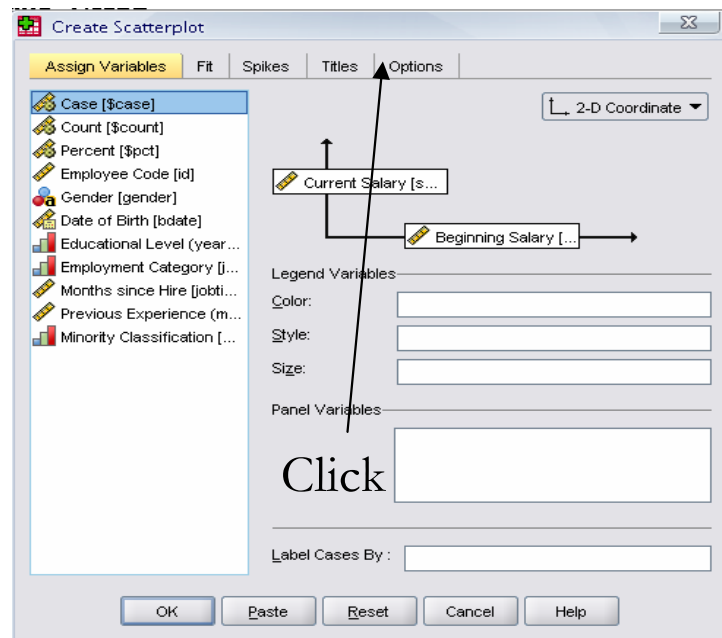 Create Scatterplot
Assign Variables Fit Spikes Titles Options
Case [$case]
Count [$count]
Percent [$pct]
Employee Code [id]
Gender [gender]
Date of Birth [bdate]
Educational Level (year...
Employment Category [j...
Months since Hire [jobti...
Previous Experience (m...
Minority Classification [...
2-D Coordinate
Current Salary [s...
Beginning Salary [...
Legend Variables
Color:
Style:
Size:
Panel Variables
Click
Label Cases By :
OK Paste Reset Cancel Help